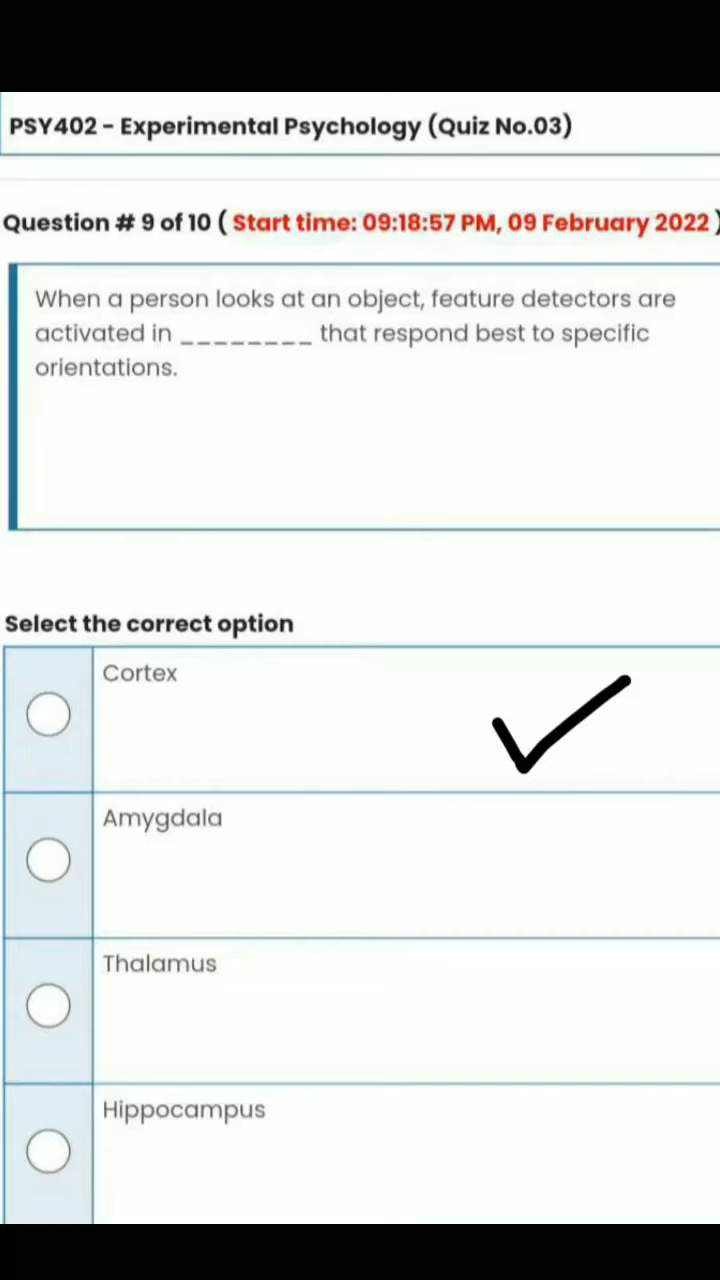 PSY402 - Experimental Psychology (Quiz No.03)
Question # 9 of 10 ( Start time: 09:18:57 PM, 09 February 2022 )
When a person looks at an object, feature detectors are
activated in ________ that respond best to specific
orientations.
Select the correct option
Cortex
Amygdala
Thalamus
Hippocampus